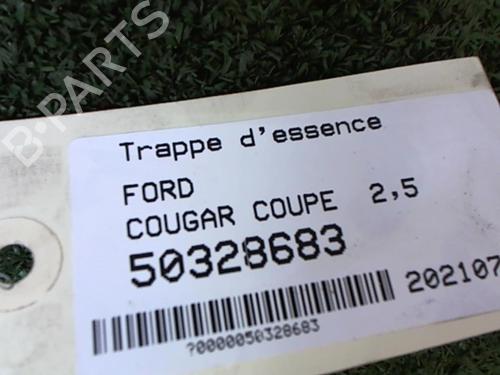 B-PARTS
Trappe d'essence
FORD
COUGAR COUPE 2,5
50328683
202107
?0000050328683